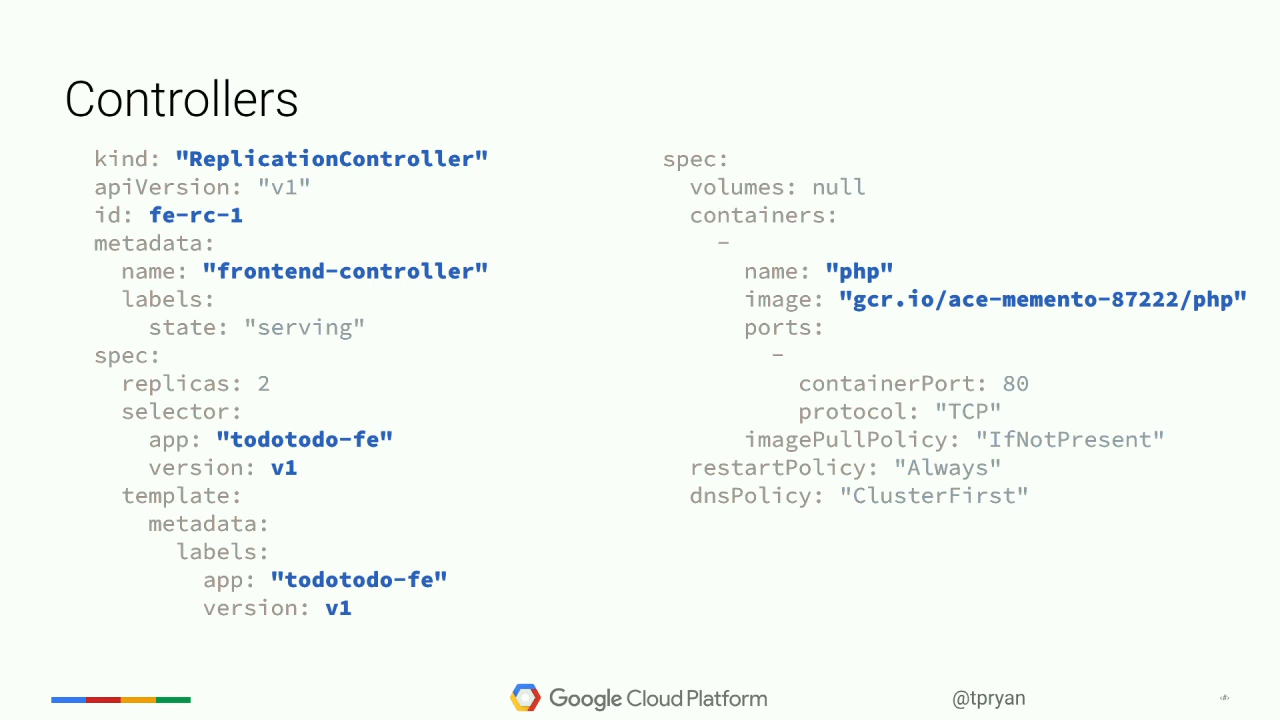 Controllers
kind: "ReplicationController"
apiVersion: "v1"
id: fe-rc-1
metadata:
  name: "frontend-controller"
  labels:
    state: "serving"
spec:
  replicas: 2
  selector:
    app: "todotodo-fe"
    version: v1
  template:
    metadata:
      labels:
        app: "todotodo-fe"
        version: v1
spec:
  volumes: null
  containers:
    -
      name: "php"
      image: "gcr.io/ace-memento-87222/php"
      ports:
        -
          containerPort: 80
          protocol: "TCP"
      imagePullPolicy: "IfNotPresent"
  restartPolicy: "Always"
  dnsPolicy: "ClusterFirst"
Google Cloud Platform
@tpryan